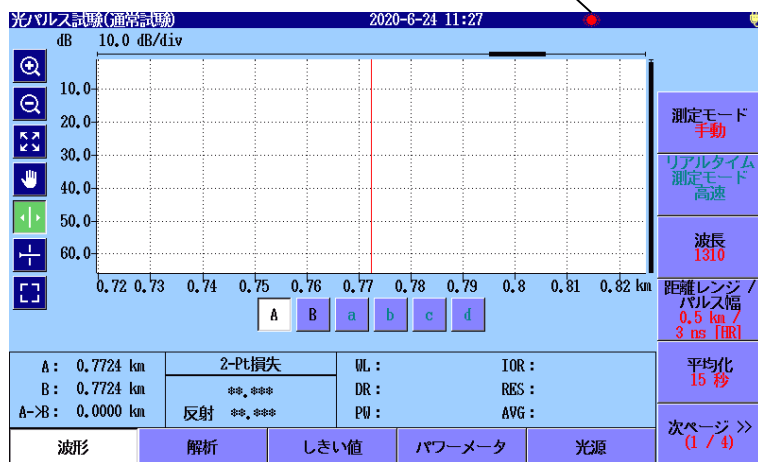 光パルス試験(通常試験) 2020-6-24 11:27
dB 10.0 dB/div
10.0
20.0
30.0
40.0
50.0
60.0
0.72 0.73 0.74 0.75 0.76 0.77 0.78 0.79 0.8 0.81 0.82 km
A B a b c d
A: 0.7724 km
B: 0.7724 km
A->B: 0.0000 km
2-Pt損失
**.***
反射 **.***
WL: IOR:
DR: RES:
PW: AVG:
波形 解析 しきい値 パワーメータ 光源
測定モード
手動
リアルタイム
測定モード
高速
波長
1310
距離レンジ /
パルス幅
0.5 km /
3 ns [HR]
平均化
15 秒
次ページ >>
(1 / 4)